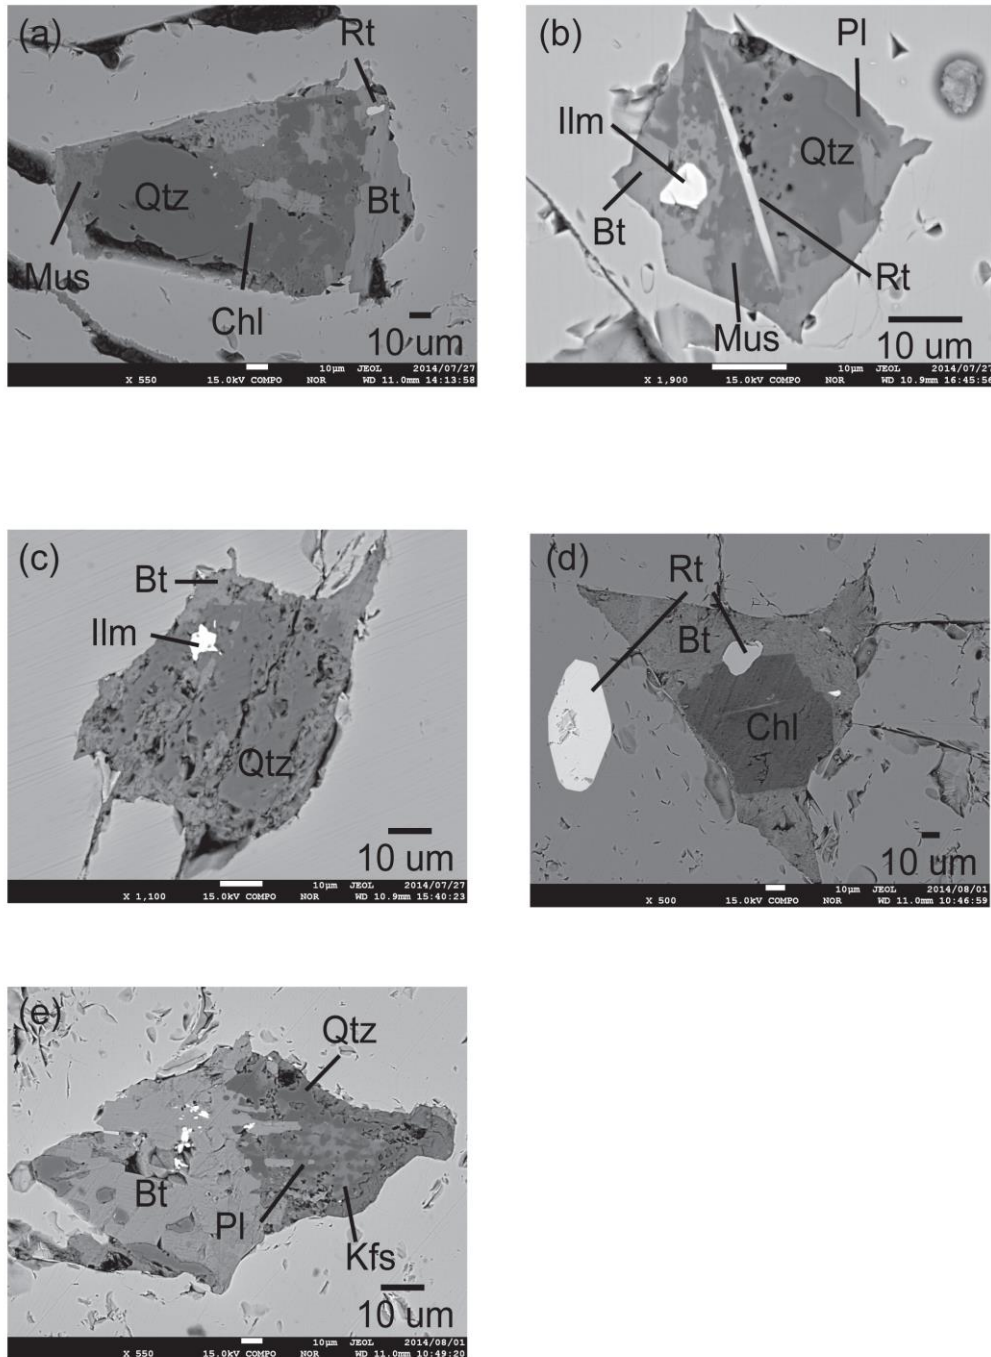 (a)
Rt
Qtz
Bt
Mus
Chl
10 um
10μm JEOL 2014/07/27
X 550 15.0kV COMPO NOR WD 11.0mm 14:13:58
(b)
Pl
Ilm
Qtz
Bt
Rt
Mus
10 um
10μm JEOL 2014/07/27
X 1,900 15.0kV COMPO NOR WD 10.9mm 16:45:56
(c)
Bt
Ilm
Qtz
10 um
10μm JEOL 2014/07/27
X 1,100 15.0kV COMPO NOR WD 10.9mm 15:40:23
(d)
Rt
Bt
Chl
10 um
10μm JEOL 2014/08/01
X 500 15.0kV COMPO NOR WD 11.0mm 10:46:59
(e)
Qtz
Bt
Pl
Kfs
10 um
10μm JEOL 2014/08/01
X 550 15.0kV COMPO NOR WD 11.0mm 10:49:20